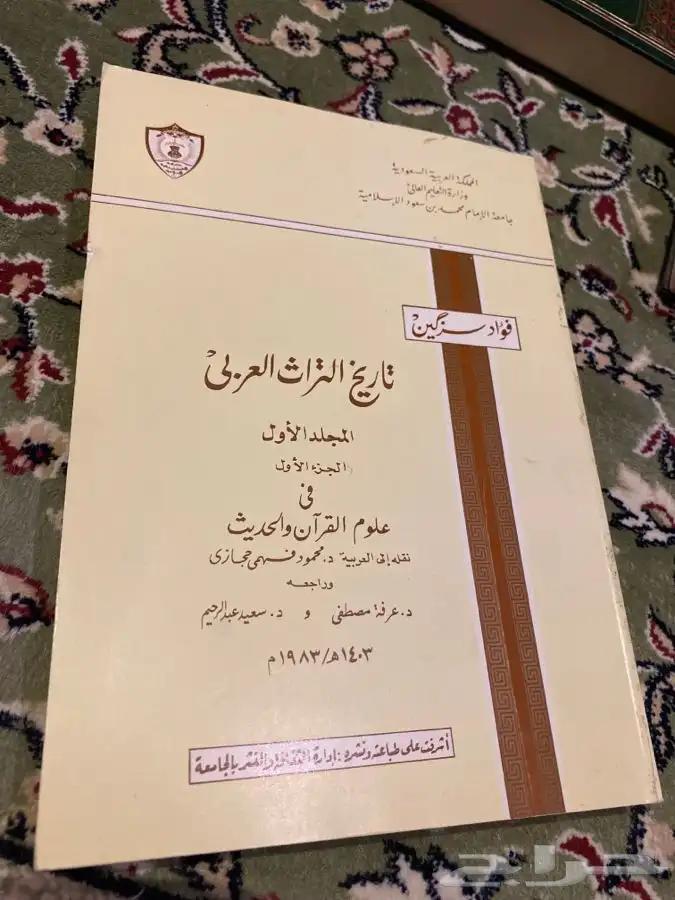 المملكة العربية السعودية
وزارة التعليم العالي
جامعة الإمام محمد بن سعود الإسلامية
فؤاد سزگين
تاريخ التراث العربي
المجلد الأول
الجزء الأول
في
علوم القرآن والحديث
نقله إلى العربية د. محمود فهمي حجازي
وراجعه
د. عرفة مصطفى و د. سعيد عبد الرحيم
١٤٠٣هـ/١٩٨٣م
أشرفت على طباعته ونشره: إدارة الثقافة والنشر بالجامعة
حراج